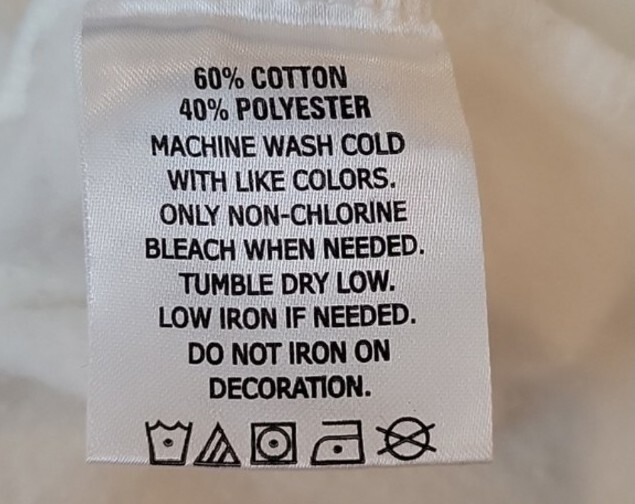 60% COTTON
40% POLYESTER
MACHINE WASH COLD
WITH LIKE COLORS.
ONLY NON-CHLORINE
BLEACH WHEN NEEDED.
TUMBLE DRY LOW.
LOW IRON IF NEEDED.
DO NOT IRON ON
DECORATION.